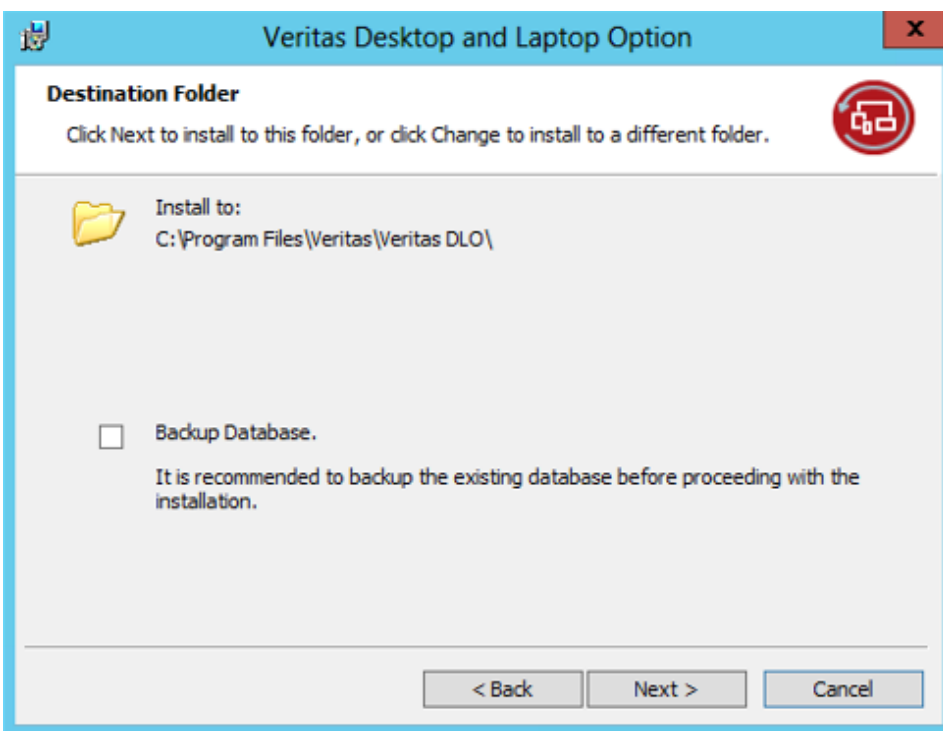 Veritas Desktop and Laptop Option
x
Destination Folder
Click Next to install to this folder, or click Change to install to a different folder.
Install to:
C:\Program Files\Veritas\Veritas DLO\
Backup Database.
It is recommended to backup the existing database before proceeding with the
installation.
< Back
Next >
Cancel